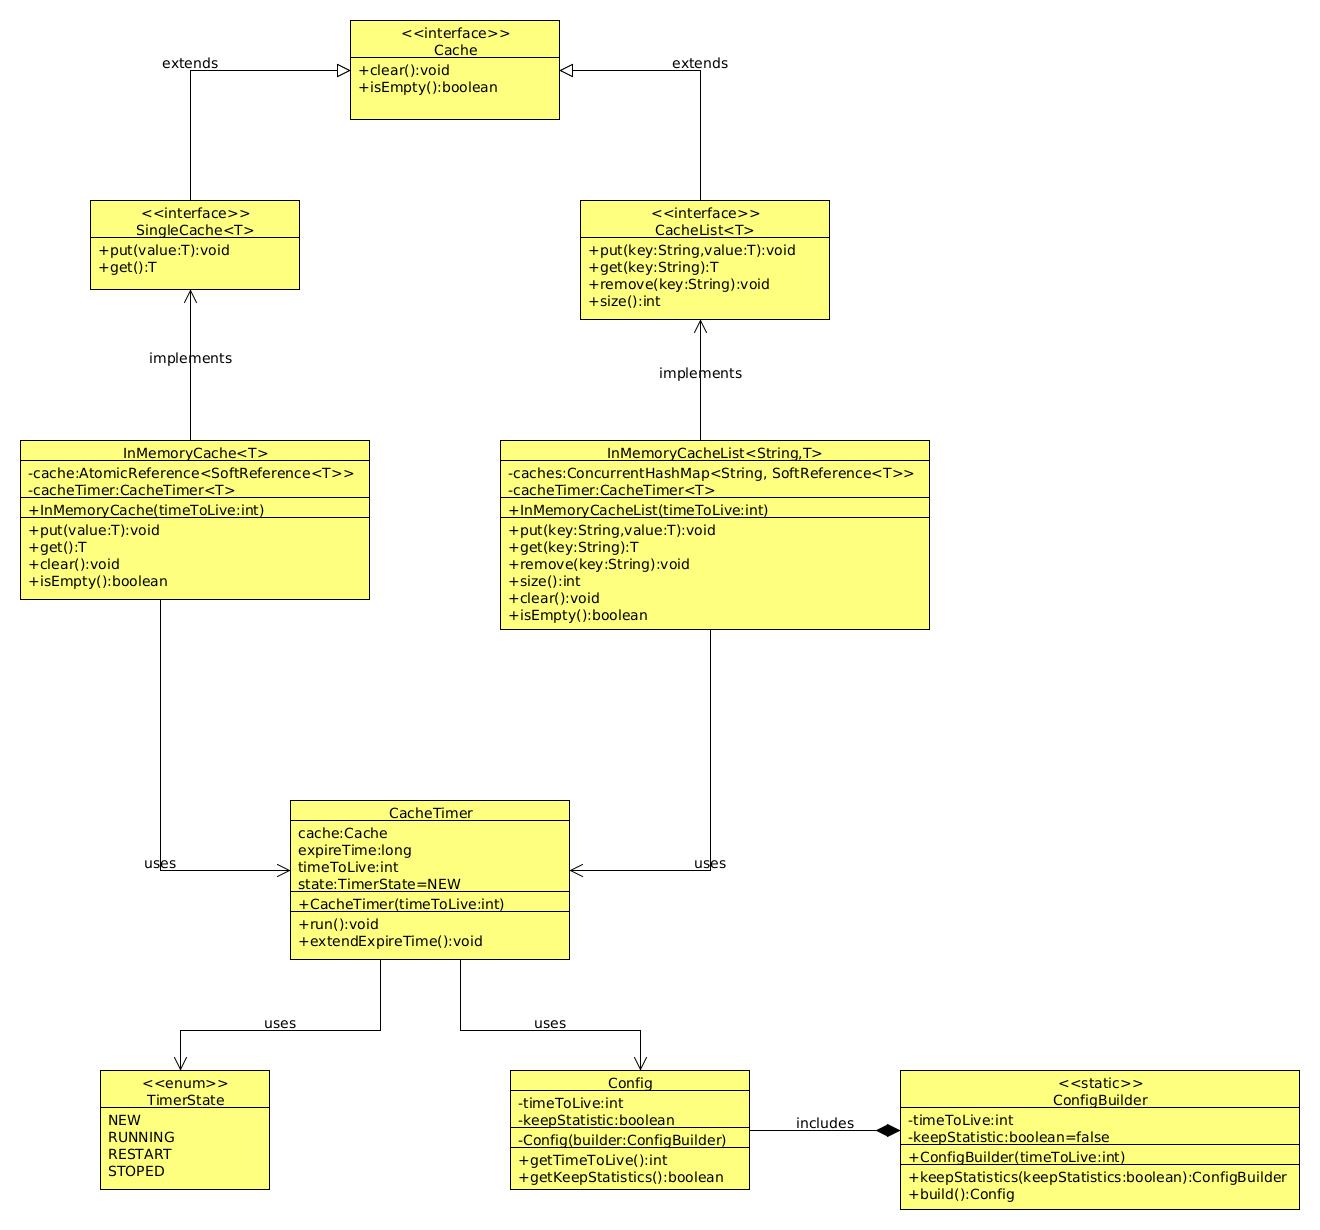 <<interface>>
Cache
+clear():void
+isEmpty():boolean
extends
extends
<<interface>>
SingleCache<T>
+put(value:T):void
+get():T
<<interface>>
CacheList<T>
+put(key:String,value:T):void
+get(key:String):T
+remove(key:String):void
+size():int
implements
implements
InMemoryCache<T>
-cache:AtomicReference<SoftReference<T>>
-cacheTimer:CacheTimer<T>
+InMemoryCache(timeToLive:int)
+put(value:T):void
+get():T
+clear():void
+isEmpty():boolean
InMemoryCacheList<String,T>
-caches:ConcurrentHashMap<String, SoftReference<T>>
-cacheTimer:CacheTimer<T>
+InMemoryCacheList(timeToLive:int)
+put(key:String,value:T):void
+get(key:String):T
+remove(key:String):void
+size():int
+clear():void
+isEmpty():boolean
uses
uses
CacheTimer
cache:Cache
expireTime:long
timeToLive:int
state:TimerState=NEW
+CacheTimer(timeToLive:int)
+run():void
+extendExpireTime():void
uses
uses
<<enum>>
TimerState
NEW
RUNNING
RESTART
STOPED
Config
-timeToLive:int
-keepStatistic:boolean
-Config(builder:ConfigBuilder)
+getTimeToLive():int
+getKeepStatistics():boolean
includes
<<static>>
ConfigBuilder
-timeToLive:int
-keepStatistic:boolean=false
+ConfigBuilder(timeToLive:int)
+keepStatistics(keepStatistics:boolean):ConfigBuilder
+build():Config